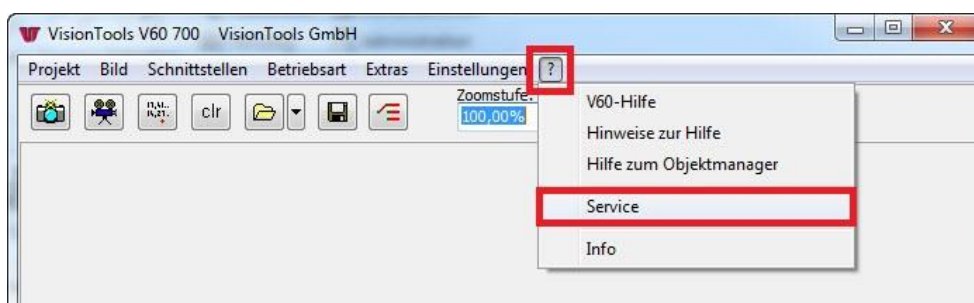 VisionTools V60 700 VisionTools GmbH
Projekt Bild Schnittstellen Betriebsart Extras Einstellungen ?
clr
Zoomstufe:
100,00%
V60-Hilfe
Hinweise zur Hilfe
Hilfe zum Objektmanager
Service
Info